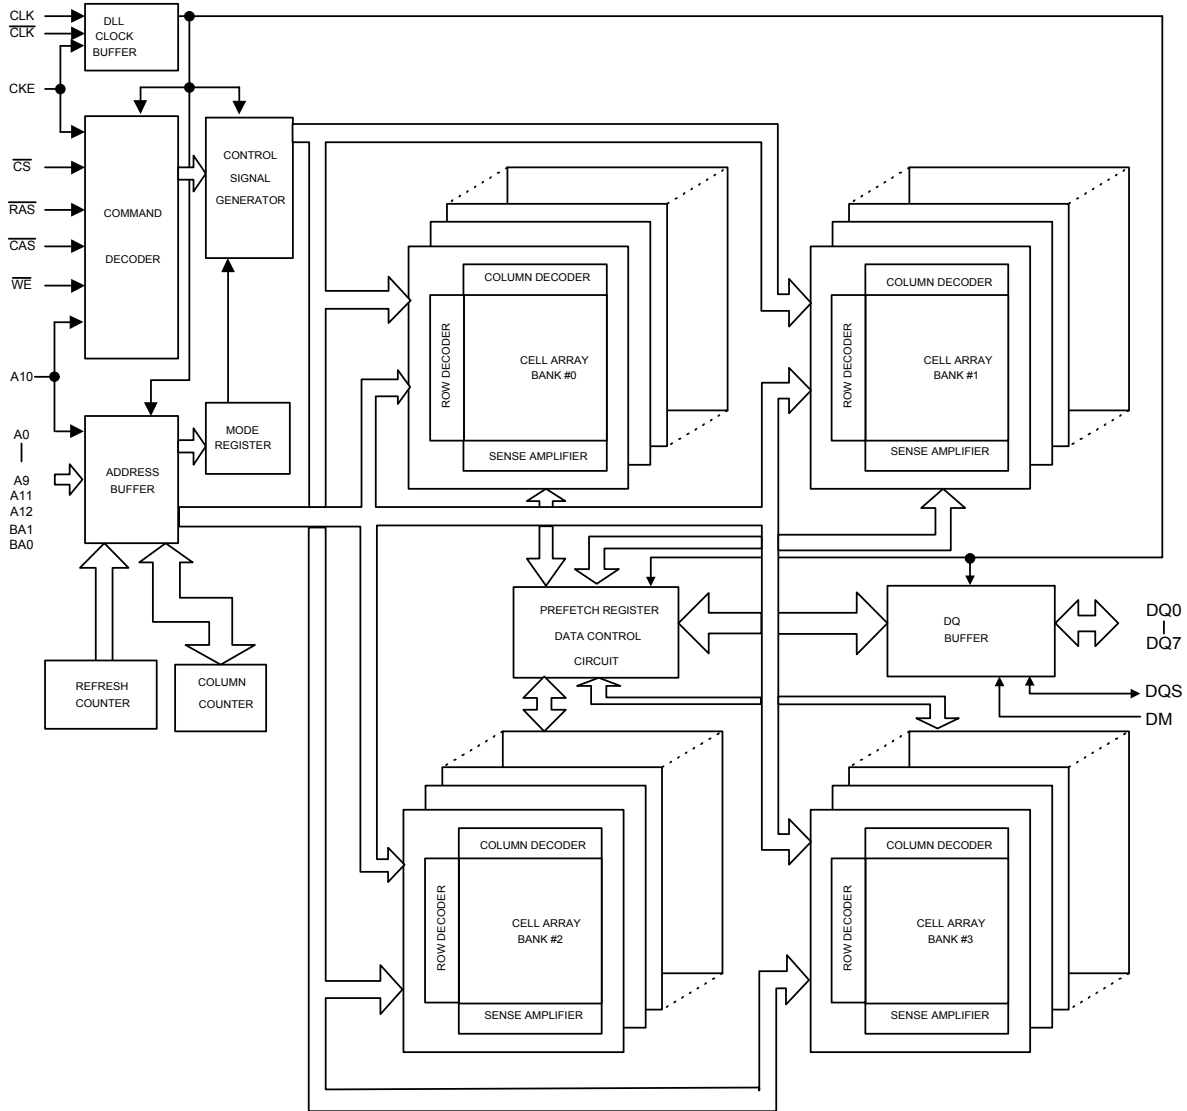 CLK
CLK
CKE
CS
RAS
CAS
WE
A10
A0
A9
A11
A12
BA1
BA0
DLL
CLOCK
BUFFER
COMMAND
DECODER
CONTROL
SIGNAL
GENERATOR
MODE
REGISTER
ADDRESS
BUFFER
REFRESH
COUNTER
COLUMN
COUNTER
COLUMN DECODER
ROW DECODER
CELL ARRAY
BANK #0
SENSE AMPLIFIER
COLUMN DECODER
ROW DECODER
CELL ARRAY
BANK #1
SENSE AMPLIFIER
PREFETCH REGISTER
DATA CONTROL
CIRCUIT
DQ
BUFFER
DQ0
DQ7
DQS
DM
COLUMN DECODER
ROW DECODER
CELL ARRAY
BANK #2
SENSE AMPLIFIER
COLUMN DECODER
ROW DECODER
CELL ARRAY
BANK #3
SENSE AMPLIFIER